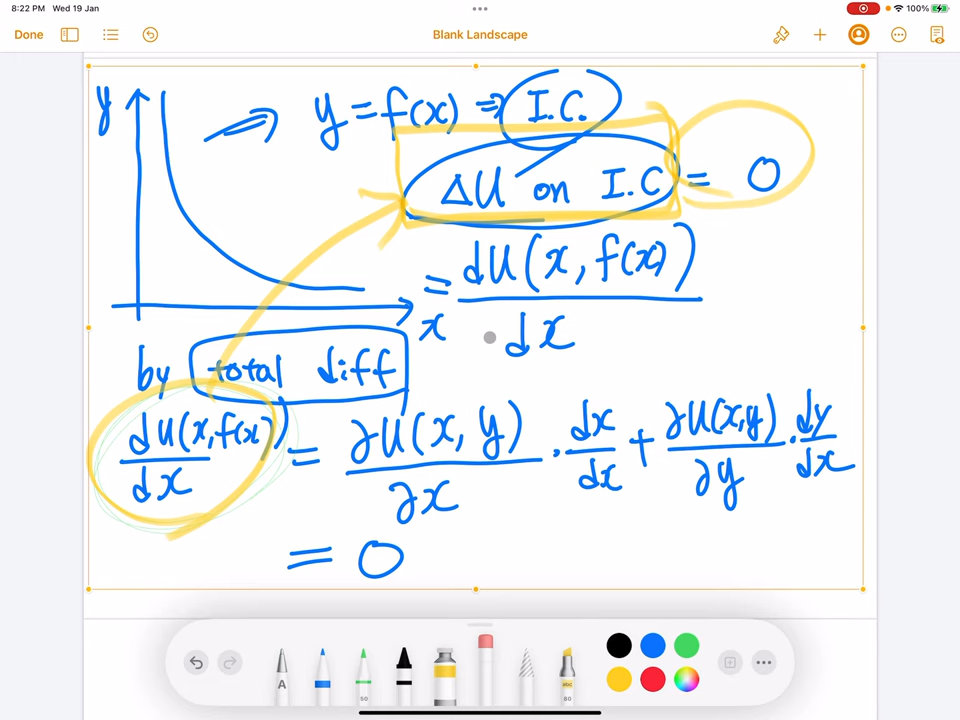 8:22 PM Wed 19 Jan
100%
Done
Blank Landscape
y
⇒ y = f(x) ⇒ I.C.
ΔU on I.C = 0
= dU(x, f(x)) / dx
x
by total diff
dU(x, f(x)) / dx = ∂U(x, y) / ∂x · dx/dx + ∂U(x,y) / ∂y · dy/dx
= 0
A
50
abc
80